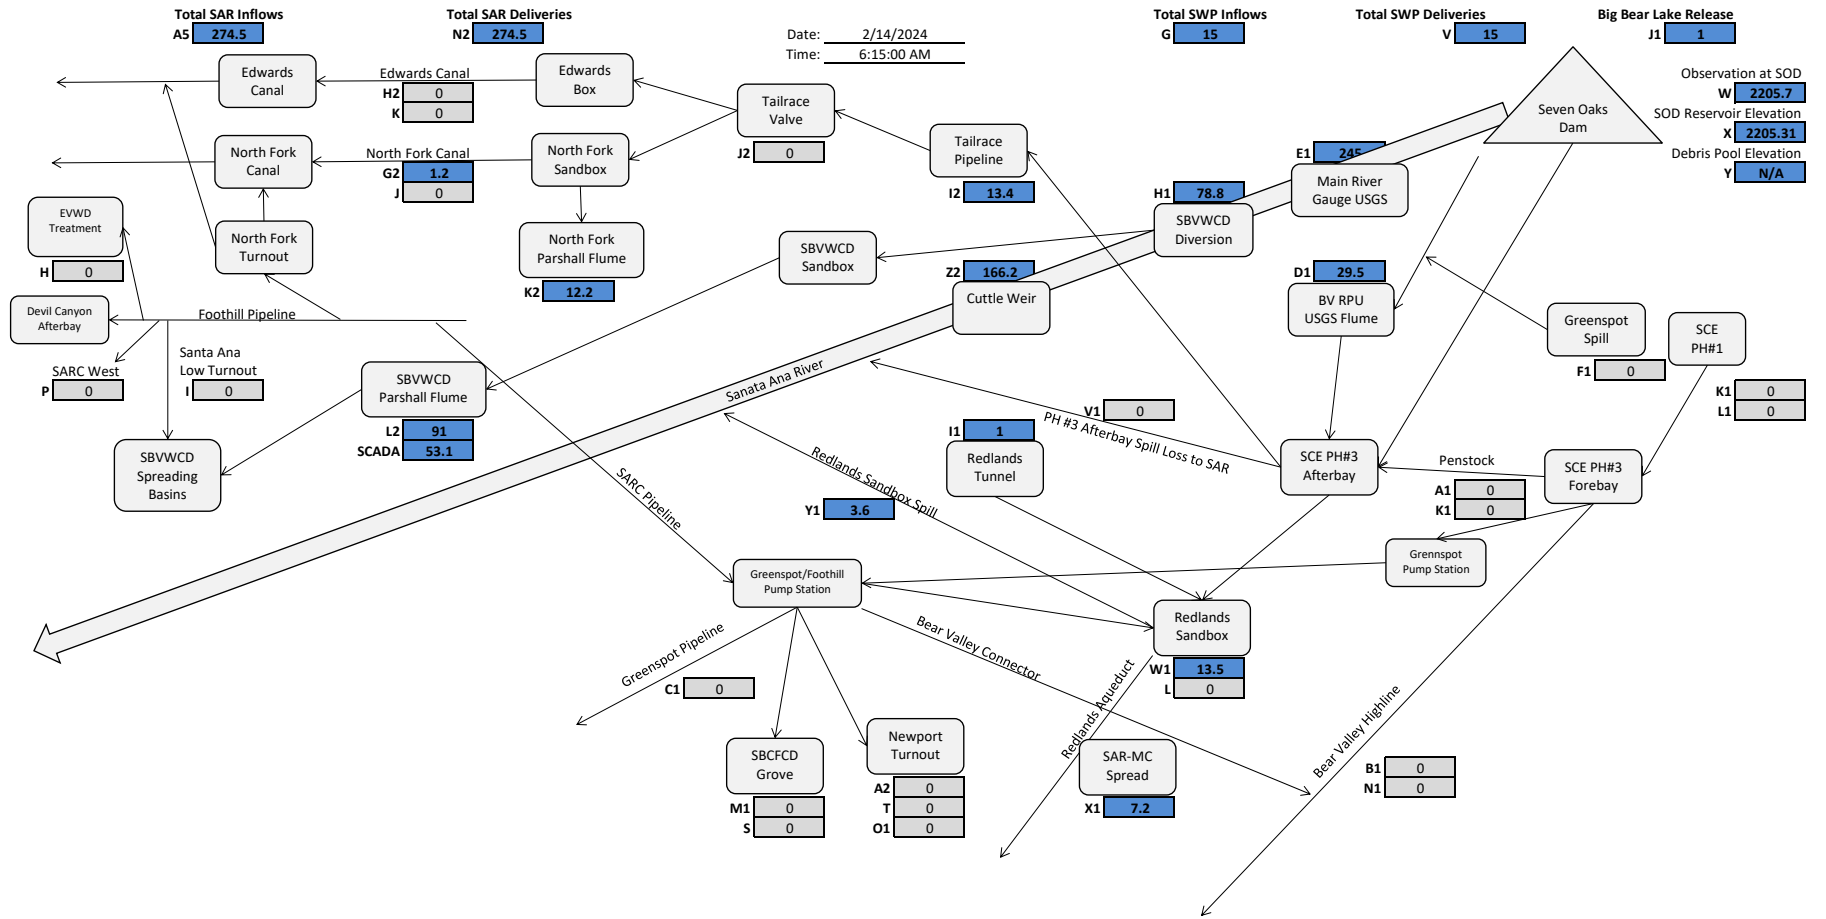 Total SAR Inflows
A5 274.5
Total SAR Deliveries
N2 274.5
Date: 2/14/2024
Time: 6:15:00 AM
Total SWP Inflows
G 15
Total SWP Deliveries
V 15
Big Bear Lake Release
J1 1
Edwards
Canal
Edwards Canal
H2 0
K 0
Edwards
Box
Tailrace
Valve
J2 0
Tailrace
Pipeline
I2 13.4
E1 245
Main River
Gauge USGS
Seven Oaks
Dam
Observation at SOD
W 2205.7
SOD Reservoir Elevation
X 2205.31
Debris Pool Elevation
Y N/A
North Fork
Canal
North Fork Canal
G2 1.2
J 0
North Fork
Sandbox
H1 78.8
SBVWCD
Diversion
EVWD
Treatment
H 0
North Fork
Turnout
North Fork
Parshall Flume
K2 12.2
SBVWCD
Sandbox
Z2 166.2
Cuttle Weir
D1 29.5
BV RPU
USGS Flume
Greenspot
Spill
F1 0
SCE
PH#1
K1 0
L1 0
Devil Canyon
Afterbay
Foothill Pipeline
SARC West
P 0
Santa Ana
Low Turnout
I 0
SBVWCD
Parshall Flume
L2 91
SCADA 53.1
Sanata Ana River
V1 0
PH #3 Afterbay Spill Loss to SAR
I1 1
Redlands
Tunnel
SCE PH#3
Afterbay
Penstock
A1 0
K1 0
SCE PH#3
Forebay
SBVWCD
Spreading
Basins
SARC Pipeline
Redlands Sandbox Spill
Y1 3.6
Grennspot
Pump Station
Greenspot/Foothill
Pump Station
Redlands
Sandbox
W1 13.5
L 0
Greenspot Pipeline
C1 0
Bear Valley Connector
Redlands Aqueduct
Bear Valley Highline
SBCFCD
Grove
M1 0
S 0
Newport
Turnout
A2 0
T 0
O1 0
SAR-MC
Spread
X1 7.2
B1 0
N1 0